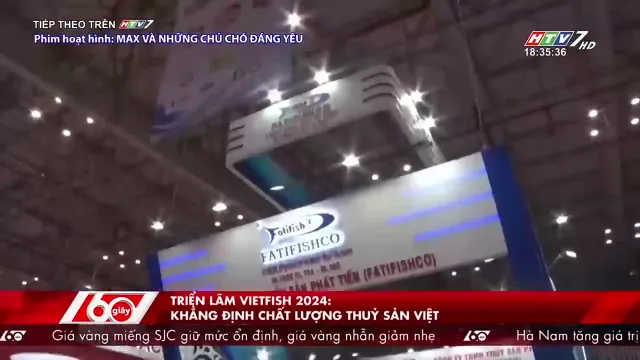 TIẾP THEO TRÊN HTV7
Phim hoạt hình: MAX VÀ NHỮNG CHÚ CHÓ ĐÁNG YÊU
HTV7 HD
18:35:36
Fatifish
FATIFISHCO
SẢN PHÁT TIẾN (FATIFISHCO)
60 giây
TRIỂN LÃM VIETFISH 2024:
KHẲNG ĐỊNH CHẤT LƯỢNG THUỶ SẢN VIỆT
Giá vàng miếng SJC giữ mức ổn định, giá vàng nhẫn giảm nhẹ 60 giây Hà Nam tăng giá trị